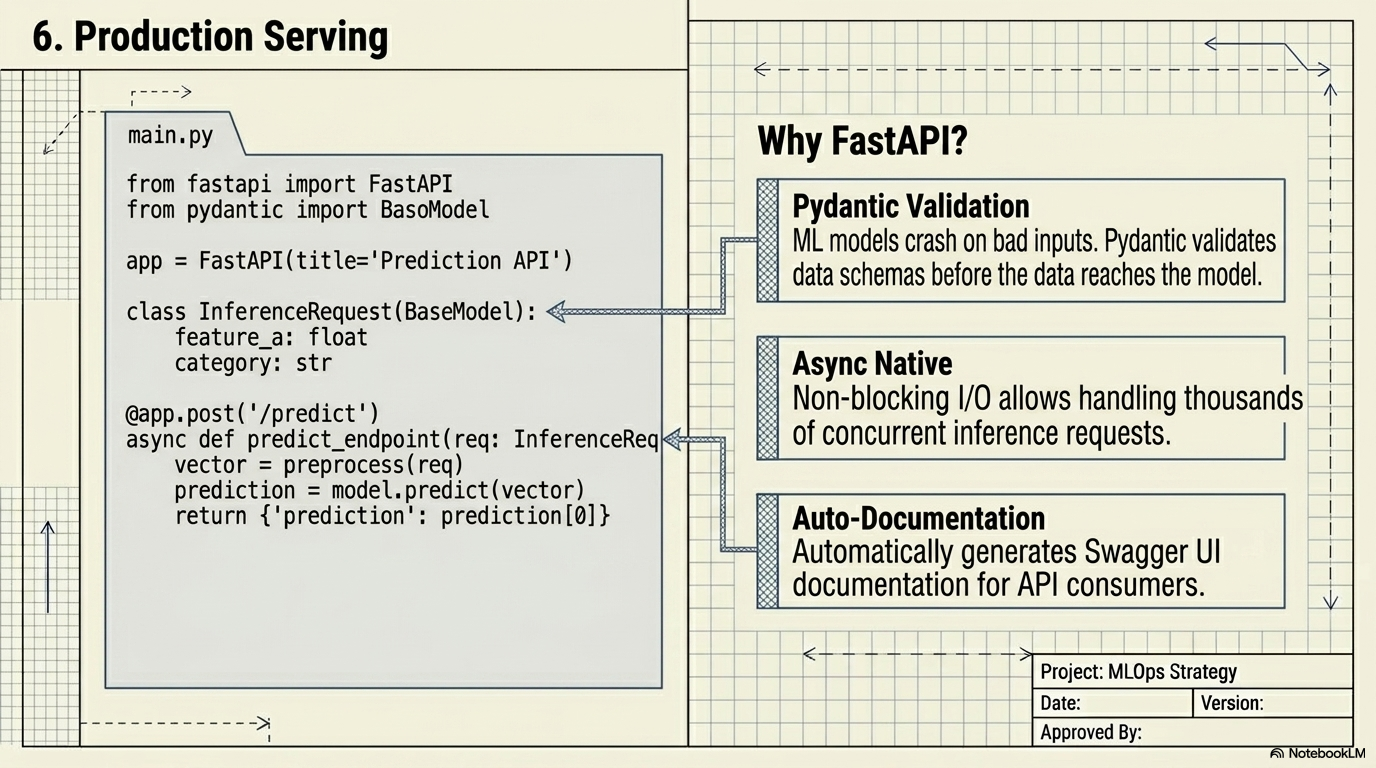 6. Production Serving
main.py
from fastapi import FastAPI
from pydantic import BasoModel
app = FastAPI(title='Prediction API')
class InferenceRequest(BaseModel):
    feature_a: float
    category: str
@app.post('/predict')
async def predict_endpoint(req: InferenceReq
    vector = preprocess(req)
    prediction = model.predict(vector)
    return {'prediction': prediction[0]}
Why FastAPI?
Pydantic Validation
ML models crash on bad inputs. Pydantic validates
data schemas before the data reaches the model.
Async Native
Non-blocking I/O allows handling thousands
of concurrent inference requests.
Auto-Documentation
Automatically generates Swagger UI
documentation for API consumers.
Project: MLOps Strategy
Date:
Version:
Approved By:
NotebookLM